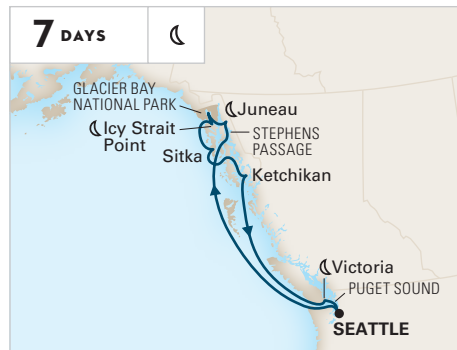 7 DAYS
GLACIER BAY
NATIONAL PARK
Juneau
Icy Strait
Point
STEPHENS
PASSAGE
Sitka
Ketchikan
Victoria
PUGET SOUND
SEATTLE